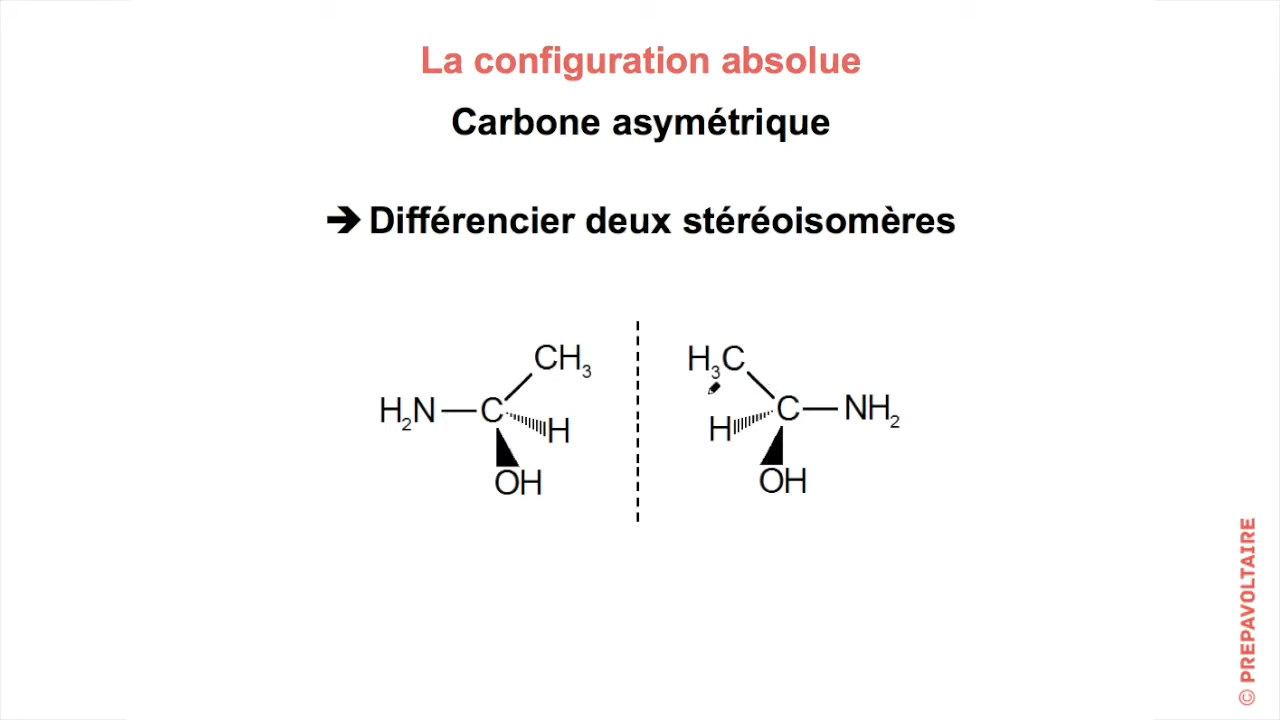 La configuration absolue
Carbone asymétrique
➔ Différencier deux stéréoisomères
CH3
H2N C H
OH
H3C
H C NH2
OH
© PREPAVOLTAIRE